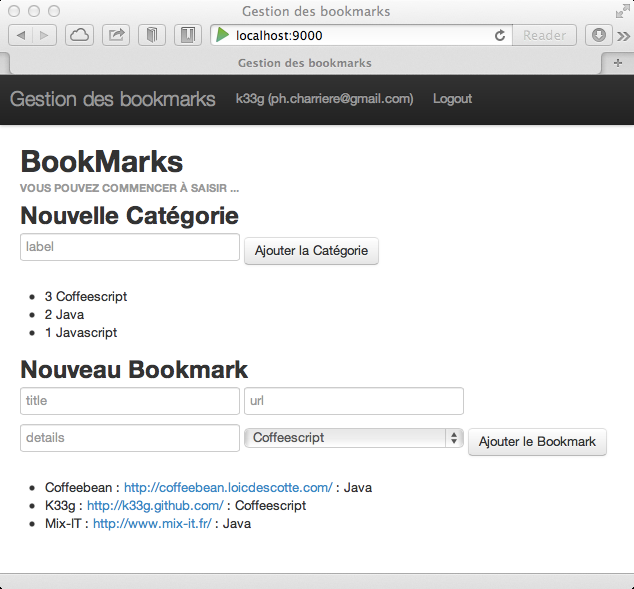 Gestion des bookmarks
localhost:9000
Reader
Gestion des bookmarks
Gestion des bookmarks k33g (ph.charriere@gmail.com) Logout
BookMarks
VOUS POUVEZ COMMENCER À SAISIR ...
Nouvelle Catégorie
label Ajouter la Catégorie
3 Coffeescript
2 Java
1 Javascript
Nouveau Bookmark
title url
details Coffeescript Ajouter le Bookmark
Coffeebean : http://coffeebean.loicdescotte.com/ : Java
K33g : http://k33g.github.com/ : Coffeescript
Mix-IT : http://www.mix-it.fr/ : Java